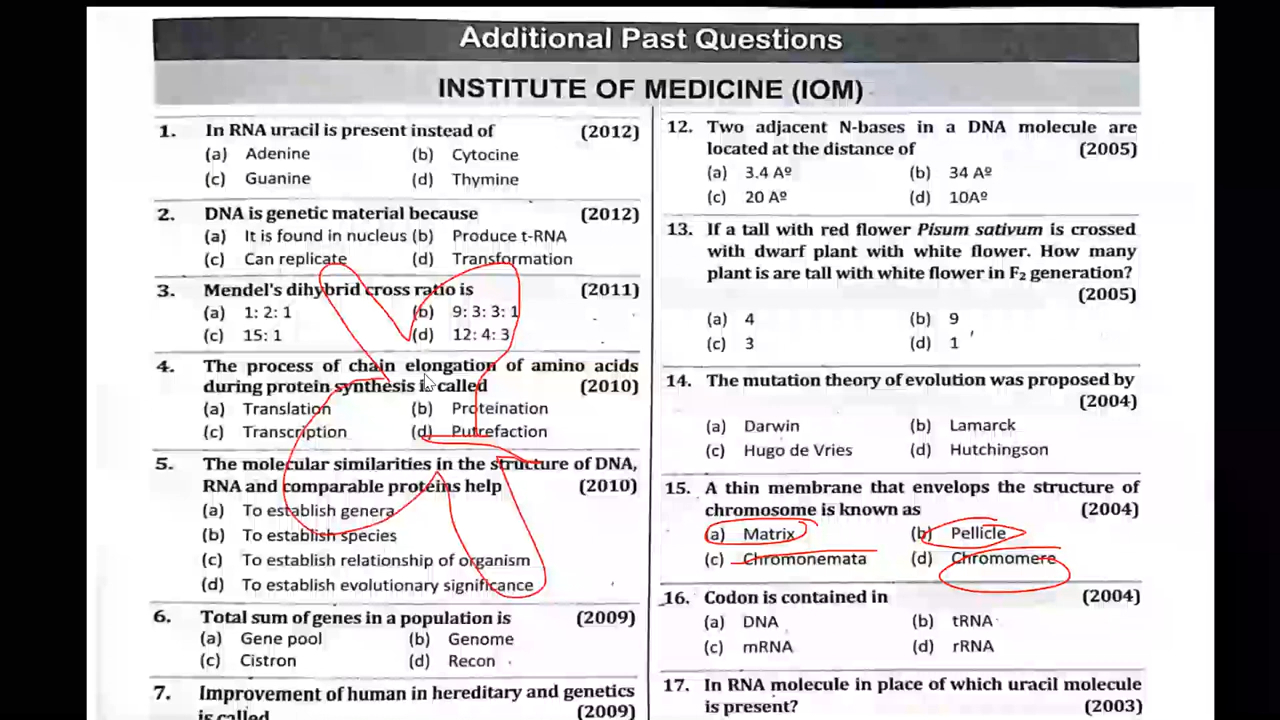 Additional Past Questions
INSTITUTE OF MEDICINE (IOM)
1. In RNA uracil is present instead of (2012)
(a) Adenine (b) Cytocine
(c) Guanine (d) Thymine
2. DNA is genetic material because (2012)
(a) It is found in nucleus (b) Produce t-RNA
(c) Can replicate (d) Transformation
3. Mendel's dihybrid cross ratio is (2011)
(a) 1: 2: 1 (b) 9: 3: 3: 1
(c) 15: 1 (d) 12: 4: 3
4. The process of chain elongation of amino acids
during protein synthesis is called (2010)
(a) Translation (b) Proteination
(c) Transcription (d) Putrefaction
5. The molecular similarities in the structure of DNA,
RNA and comparable proteins help (2010)
(a) To establish genera
(b) To establish species
(c) To establish relationship of organism
(d) To establish evolutionary significance
6. Total sum of genes in a population is (2009)
(a) Gene pool (b) Genome
(c) Cistron (d) Recon
7. Improvement of human in hereditary and genetics
is called (2009)
12. Two adjacent N-bases in a DNA molecule are
located at the distance of (2005)
(a) 3.4 Aº (b) 34 Aº
(c) 20 Aº (d) 10Aº
13. If a tall with red flower Pisum sativum is crossed
with dwarf plant with white flower. How many
plant is are tall with white flower in F₂ generation?
(2005)
(a) 4 (b) 9
(c) 3 (d) 1
14. The mutation theory of evolution was proposed by
(2004)
(a) Darwin (b) Lamarck
(c) Hugo de Vries (d) Hutchingson
15. A thin membrane that envelops the structure of
chromosome is known as (2004)
(a) Matrix (b) Pellicle
(c) Chromonemata (d) Chromomere
16. Codon is contained in (2004)
(a) DNA (b) tRNA
(c) mRNA (d) rRNA
17. In RNA molecule in place of which uracil molecule
is present? (2003)